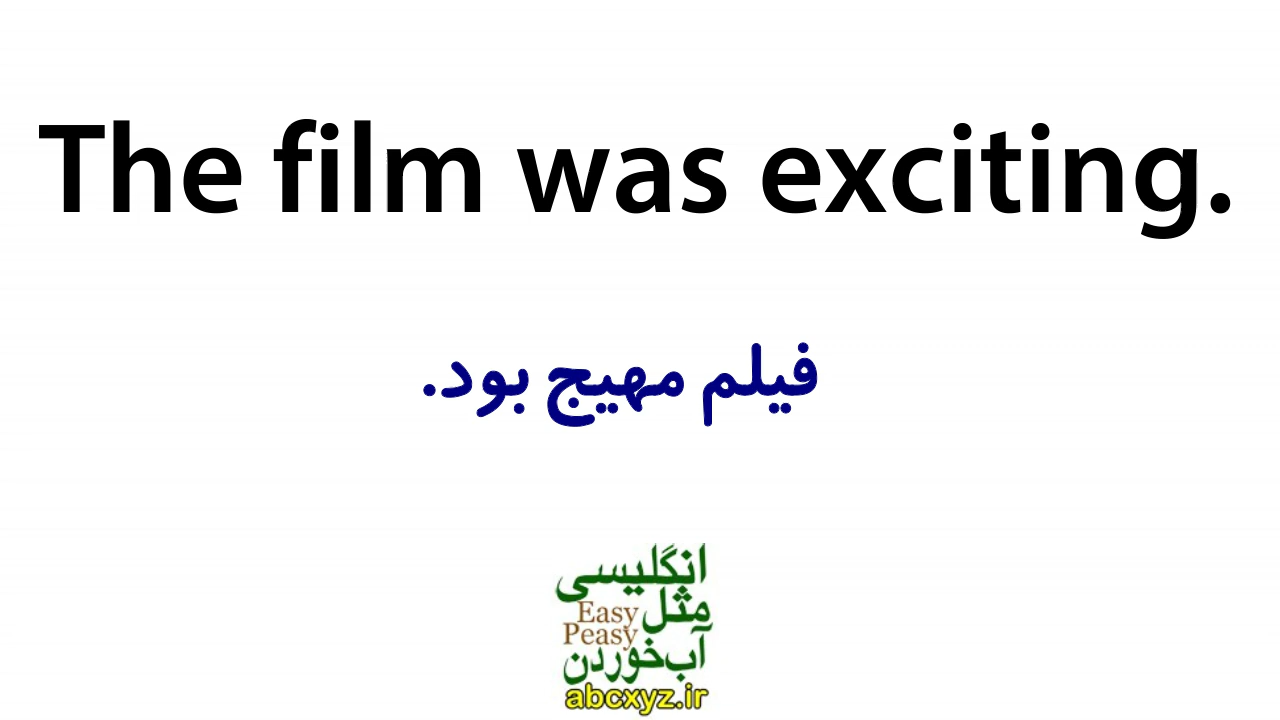 The film was exciting.
فیلم مهیج بود.
انگلیسی
مثل
Easy
Peasy
آب‌خوردن
abcxyz.ir